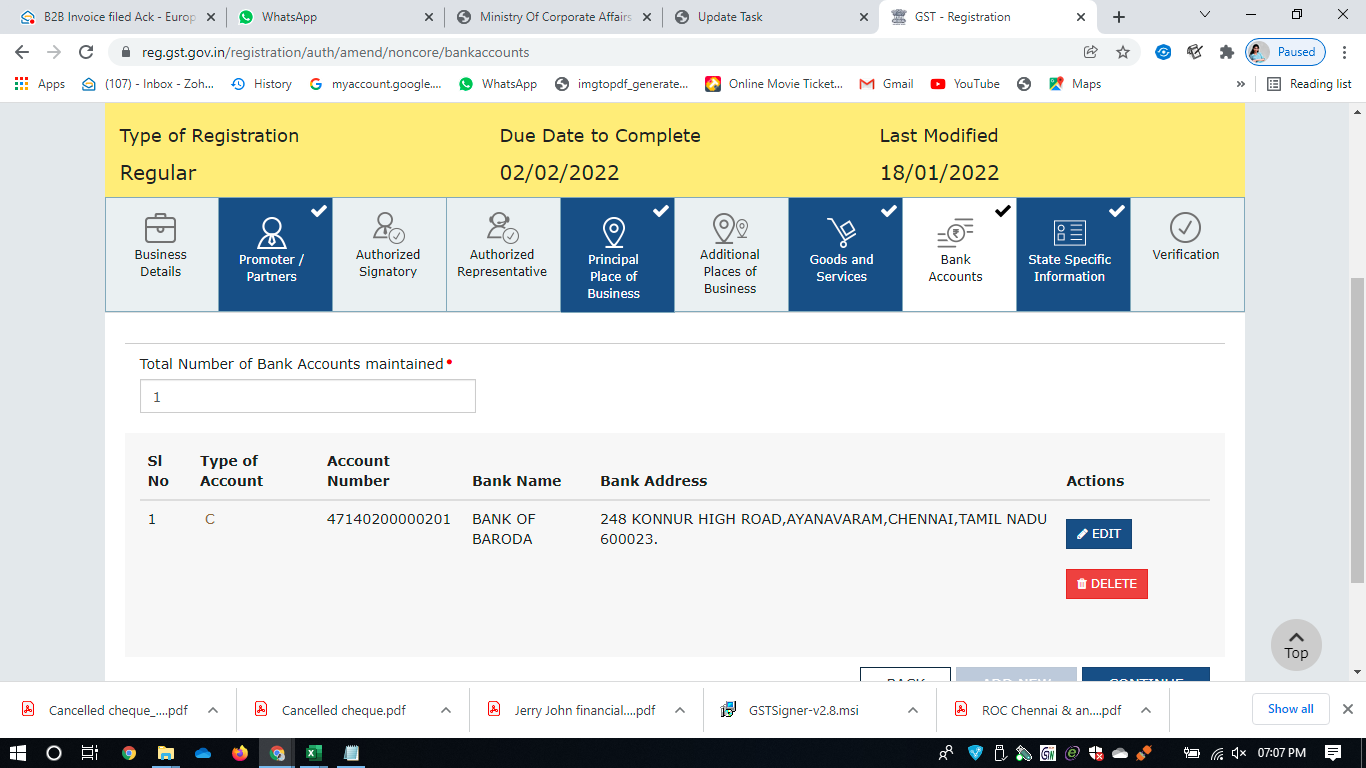 B2B Invoice filed Ack - Europ
WhatsApp
Ministry Of Corporate Affairs
Update Task
GST - Registration
reg.gst.gov.in/registration/auth/amend/noncore/bankaccounts
Paused
Apps
(107) - Inbox - Zoh...
History
myaccount.google....
WhatsApp
imgtopdf_generate...
Online Movie Ticket...
Gmail
YouTube
Maps
»
Reading list
Type of Registration
Due Date to Complete
Last Modified
Regular
02/02/2022
18/01/2022
Business
Details
Promoter /
Partners
Authorized
Signatory
Authorized
Representative
Principal
Place of
Business
Additional
Places of
Business
Goods and
Services
Bank
Accounts
State Specific
Information
Verification
Total Number of Bank Accounts maintained•
1
Sl
No
Type of
Account
Account
Number
Bank Name
Bank Address
Actions
1
C
47140200000201
BANK OF
BARODA
248 KONNUR HIGH ROAD,AYANAVARAM,CHENNAI,TAMIL NADU
600023.
EDIT
DELETE
Top
BACK
ADD NEW
CONTINUE
Cancelled cheque_....pdf
Cancelled cheque.pdf
Jerry John financial....pdf
GSTSigner-v2.8.msi
ROC Chennai & an....pdf
Show all
07:07 PM